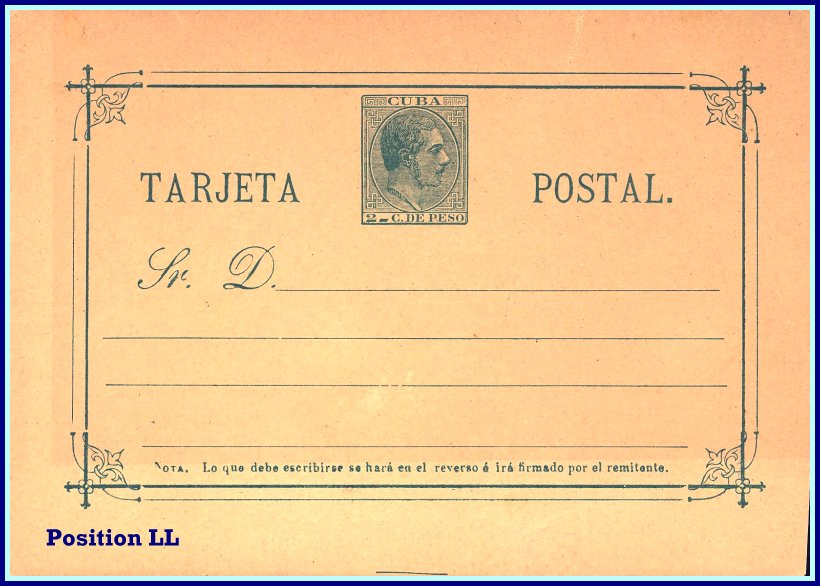 CUBA
TARJETA POSTAL.
2 C. DE PESO
Sr. D.
NOTA. Lo que debe escribirse se hará en el reverso é irá firmado por el remitente.
Position LL